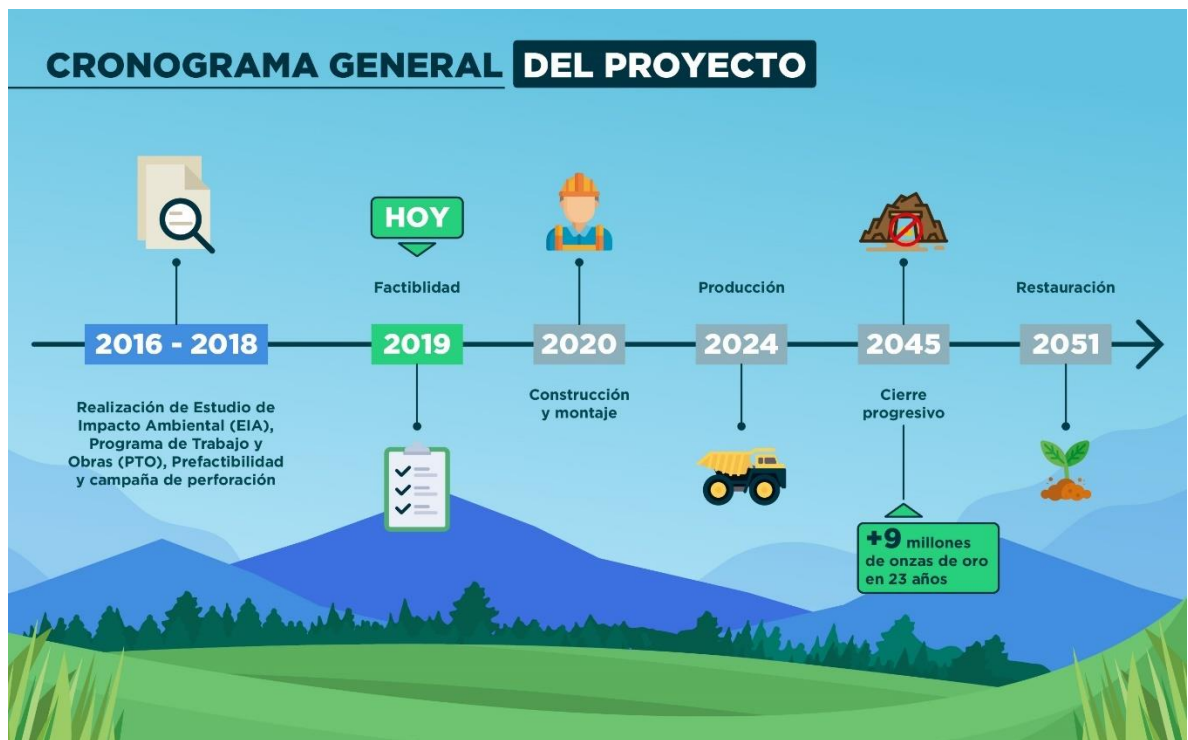 CRONOGRAMA GENERAL DEL PROYECTO
HOY
Factiblidad
Producción
Restauración
2016 - 2018
2019
2020
2024
2045
2051
Realización de Estudio de
Impacto Ambiental (EIA),
Programa de Trabajo y
Obras (PTO), Prefactibilidad
y campaña de perforación
Construcción
y montaje
Cierre
progresivo
+9 millones
de onzas de oro
en 23 años